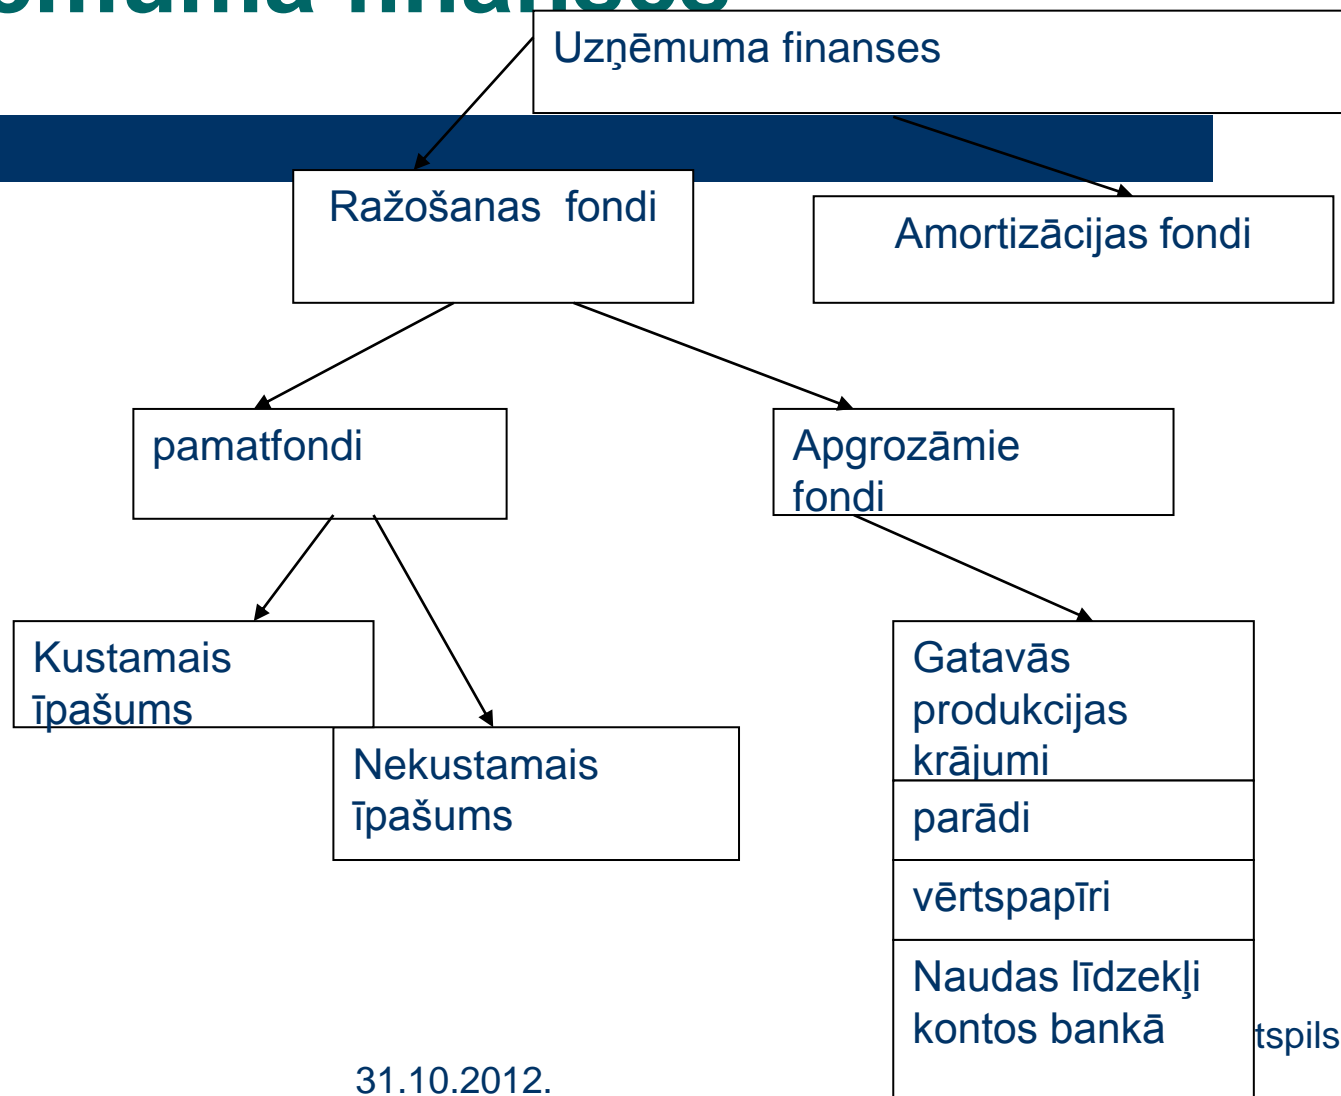 Uzņēmuma finanses
Ražošanas fondi
Amortizācijas fondi
pamatfondi
Apgrozāmie
fondi
Kustamais
īpašums
Nekustamais
īpašums
Gatavās
produkcijas
krājumi
parādi
vērtspapīri
Naudas līdzekļi
kontos bankā
tspils
31.10.2012.